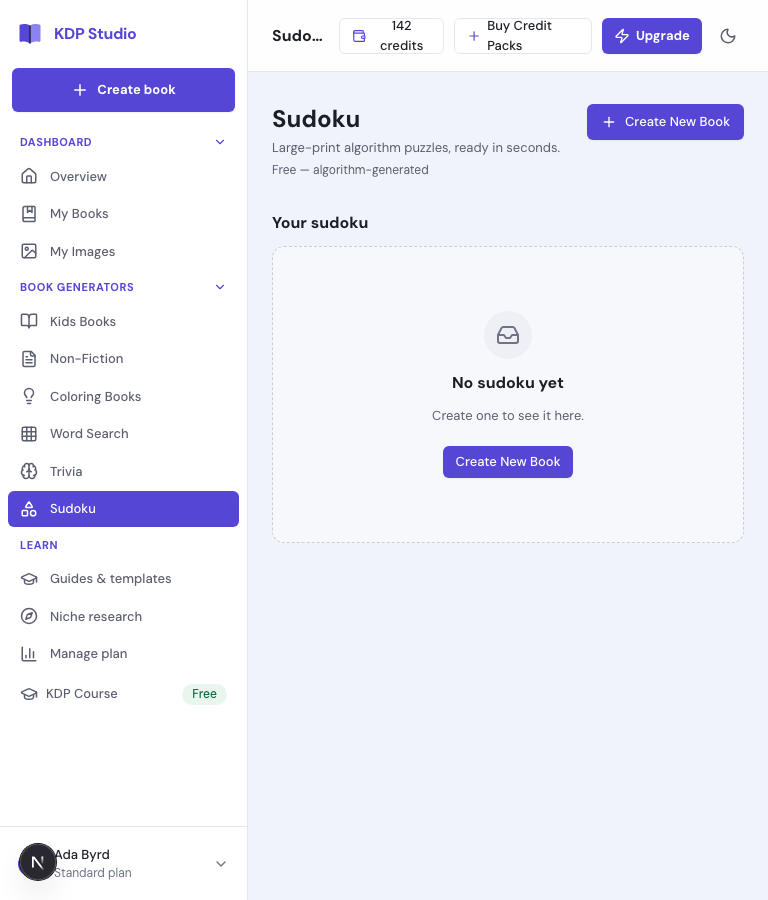 KDP Studio
Create book
DASHBOARD
Overview
My Books
My Images
BOOK GENERATORS
Kids Books
Non-Fiction
Coloring Books
Word Search
Trivia
Sudoku
LEARN
Guides & templates
Niche research
Manage plan
KDP Course
Free
N
Ada Byrd
Standard plan
Sudo...
142
credits
Buy Credit
Packs
Upgrade
Sudoku
Large-print algorithm puzzles, ready in seconds.
Free — algorithm-generated
Create New Book
Your sudoku
No sudoku yet
Create one to see it here.
Create New Book